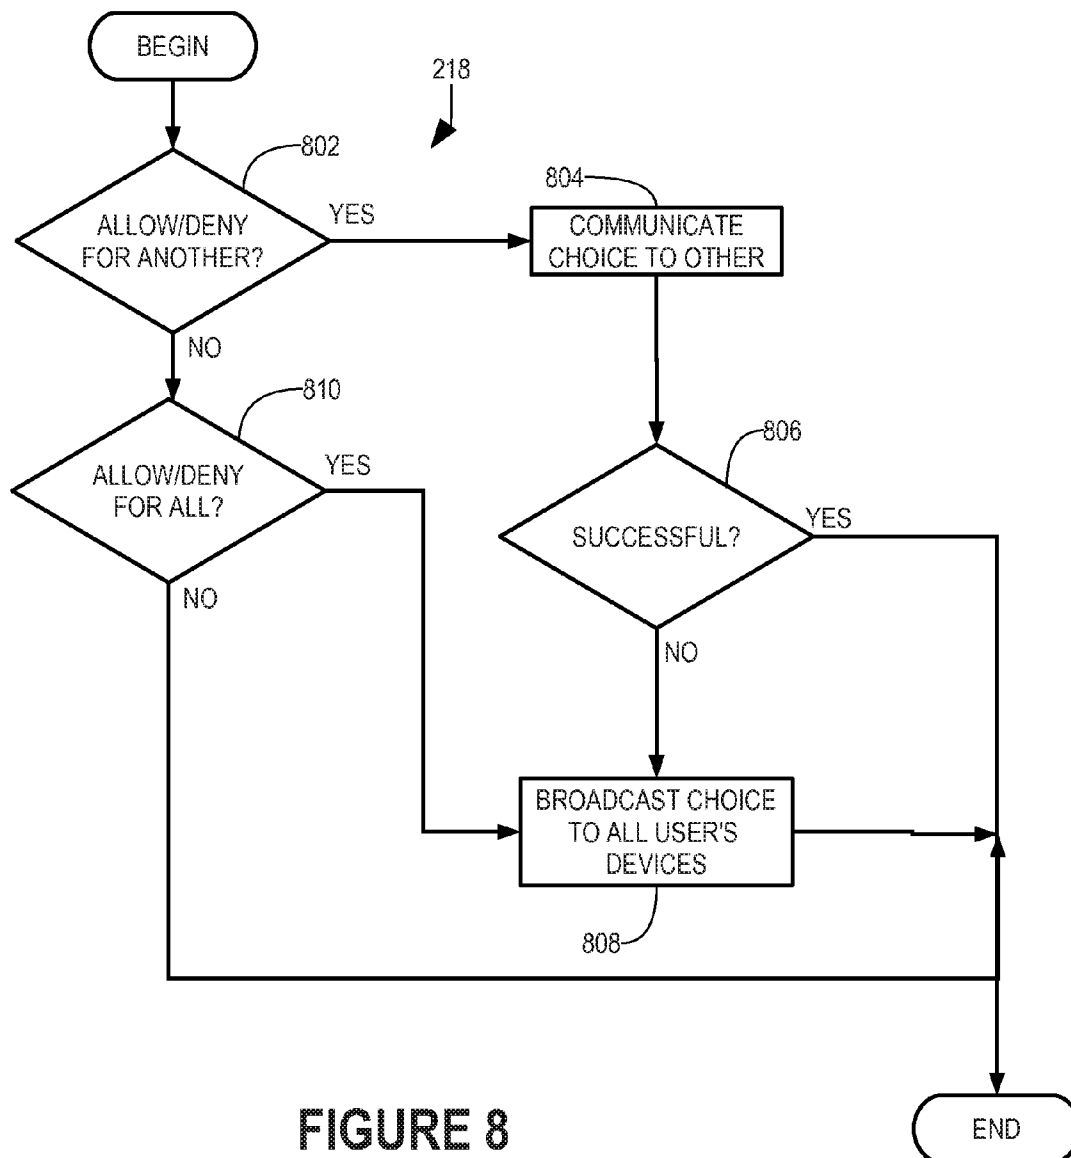 BEGIN
218
802
ALLOW/DENY
FOR ANOTHER?
YES
804
COMMUNICATE
CHOICE TO OTHER
NO
810
ALLOW/DENY
FOR ALL?
YES
806
SUCCESSFUL?
YES
NO
NO
BROADCAST CHOICE
TO ALL USER'S
DEVICES
808
FIGURE 8
END